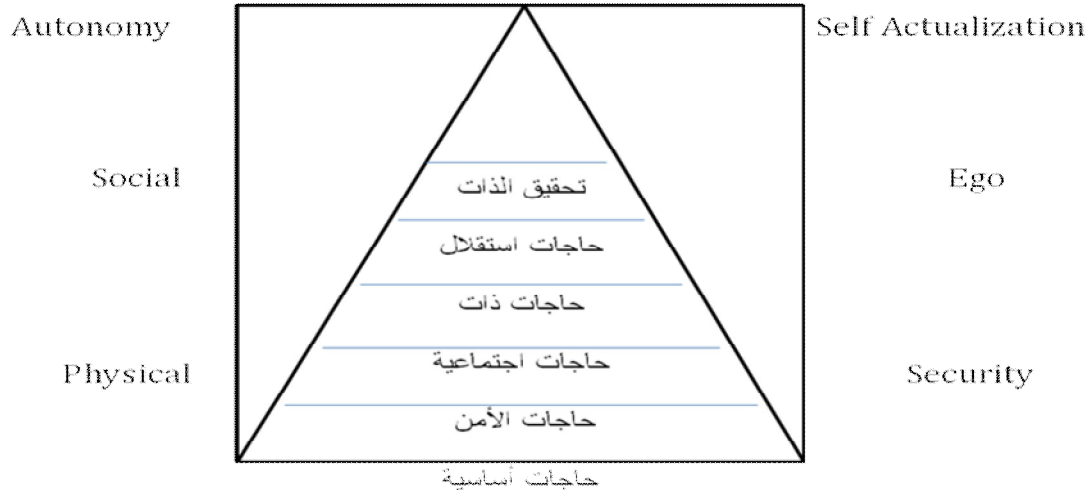 Autonomy
Self Actualization
Social
Ego
تحقيق الذات
حاجات استقلال
حاجات ذات
حاجات اجتماعية
Physical
Security
حاجات الأمن
حاجات أساسية